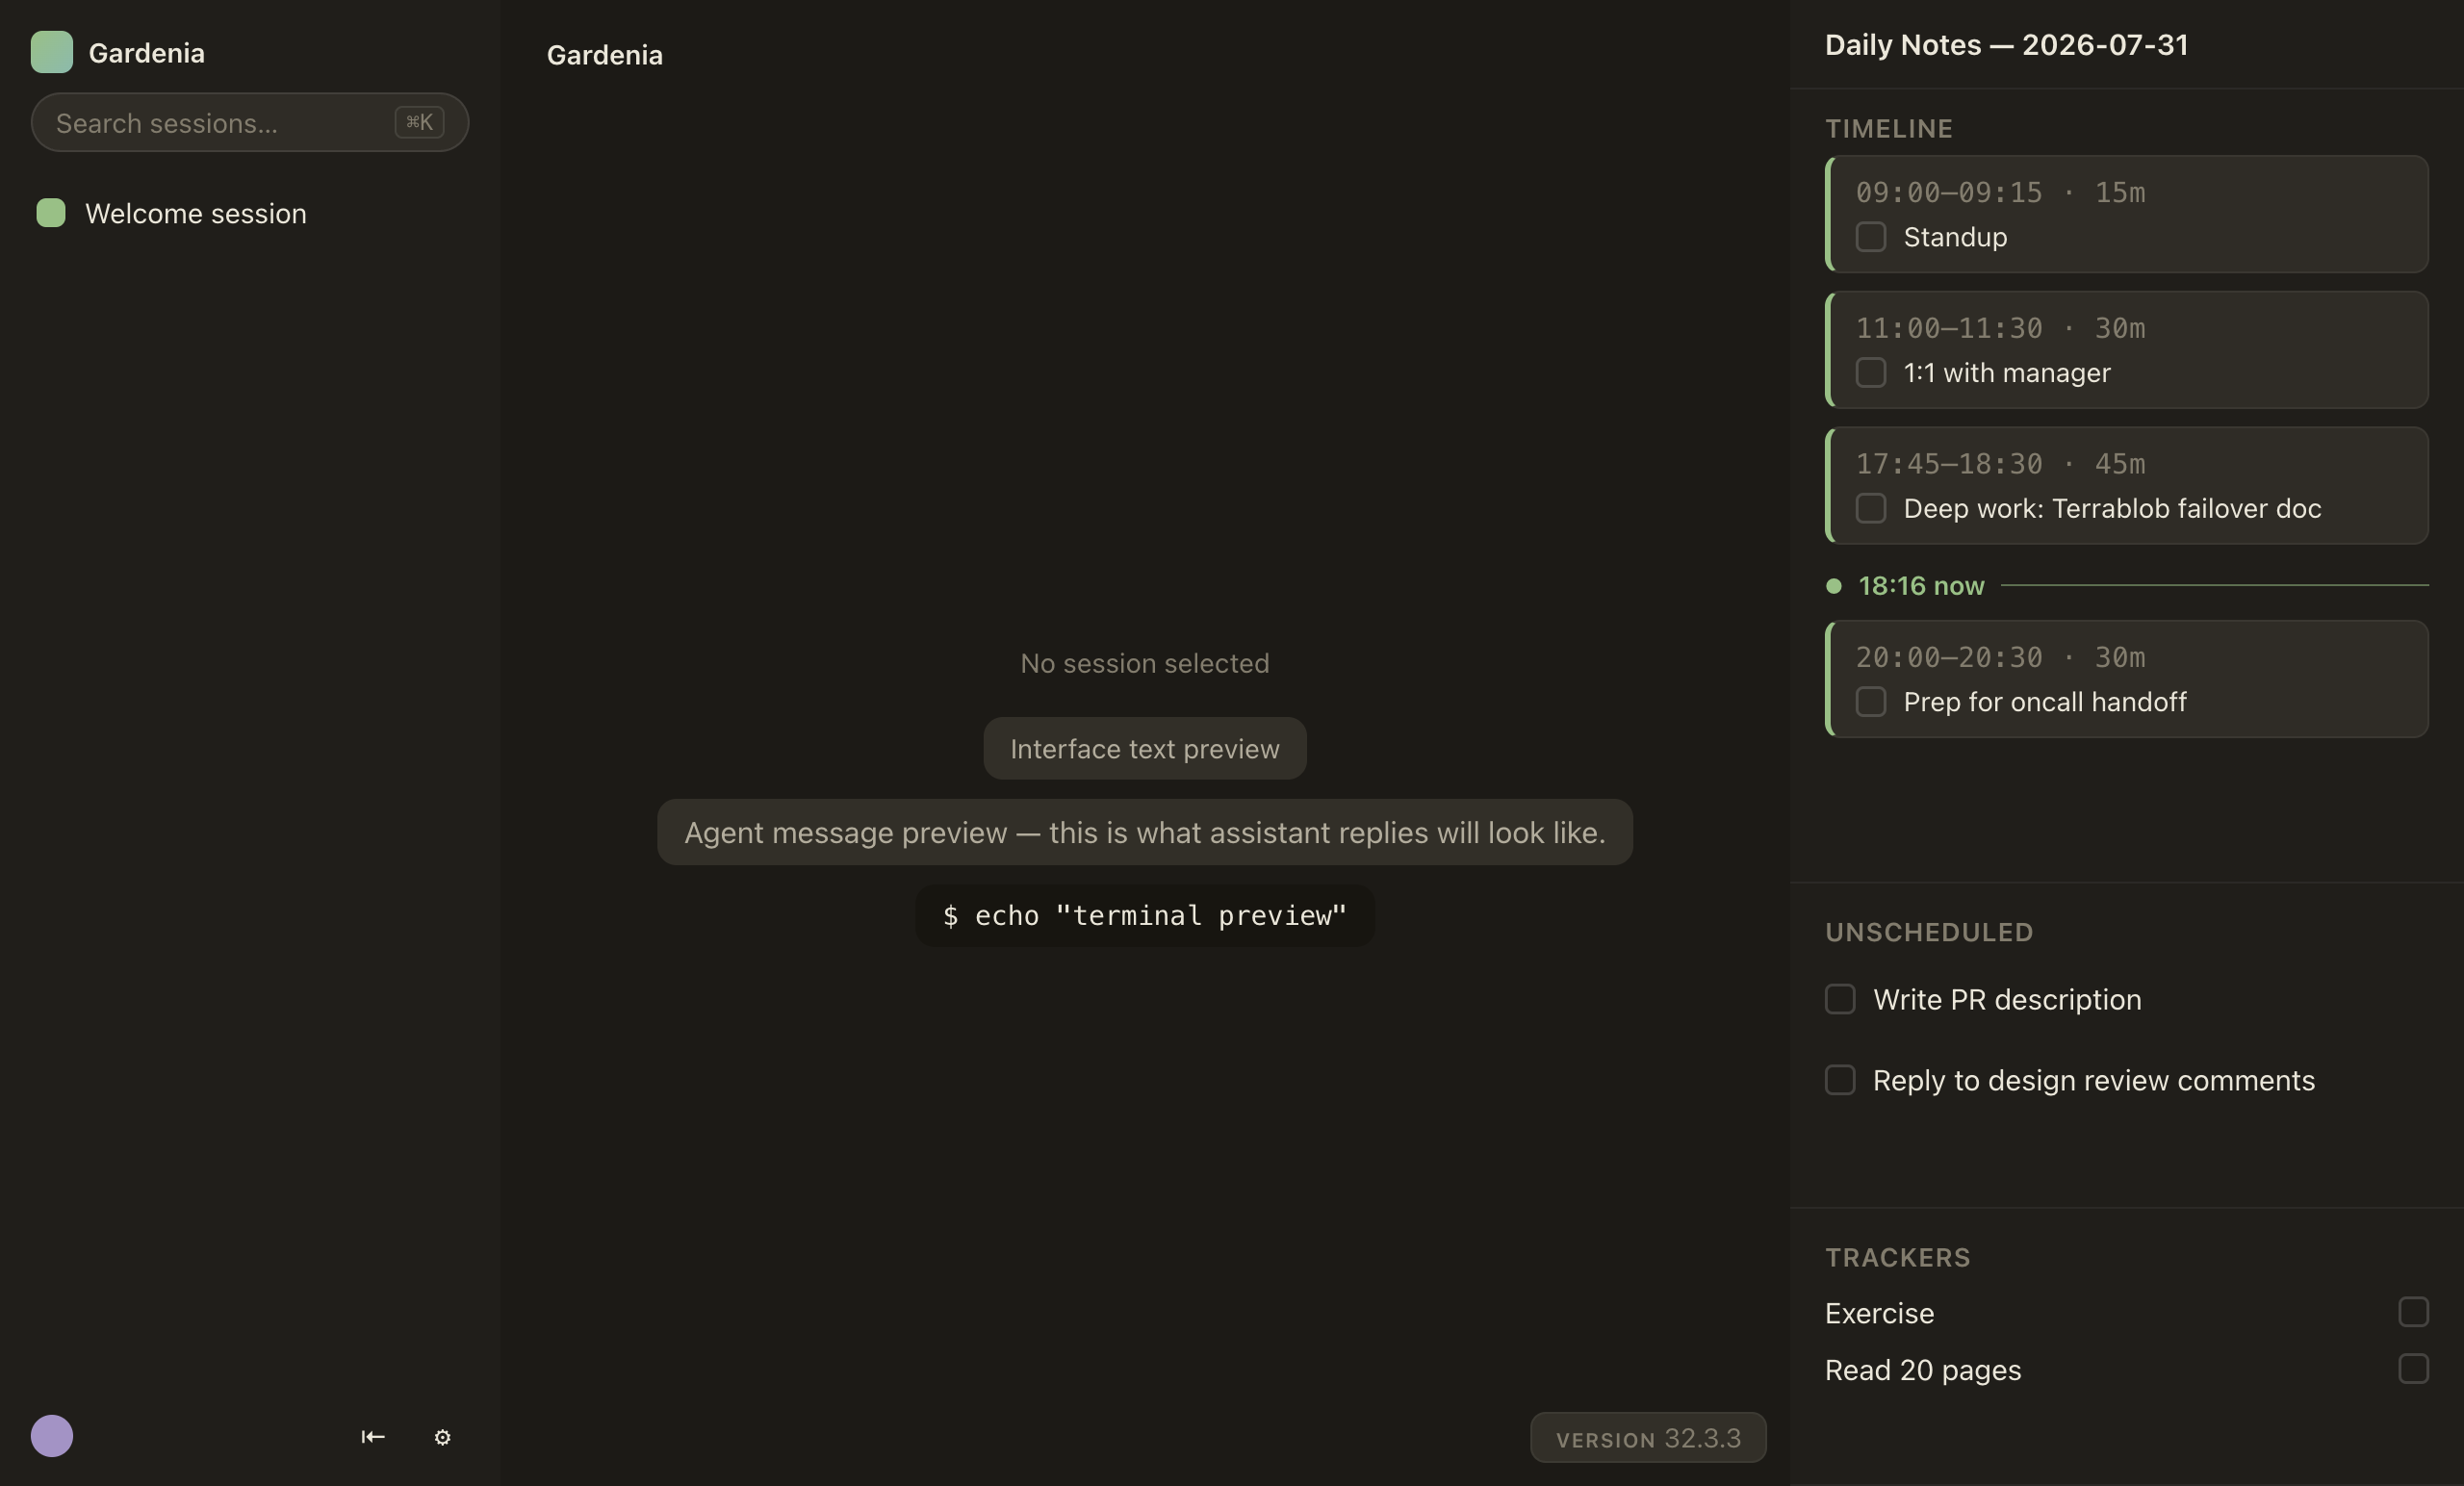 Gardenia
Search sessions... ⌘K
Welcome session
Gardenia
No session selected
Interface text preview
Agent message preview — this is what assistant replies will look like.
$ echo "terminal preview"
VERSION 32.3.3
Daily Notes — 2026-07-31
TIMELINE
09:00–09:15 · 15m
Standup
11:00–11:30 · 30m
1:1 with manager
17:45–18:30 · 45m
Deep work: Terrablob failover doc
18:16 now
20:00–20:30 · 30m
Prep for oncall handoff
UNSCHEDULED
Write PR description
Reply to design review comments
TRACKERS
Exercise
Read 20 pages